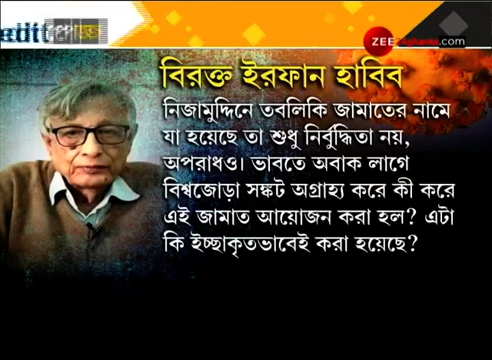 ZEE
বিরক্ত ইরফান হাবিব
নিজামুদ্দিনে তবলিকি জামাতের নামে
যা হয়েছে তা শুধু নির্বুদ্ধিতা নয়,
অপরাধও। ভাবতে অবাক লাগে
বিশ্বজোড়া সঙ্কট অগ্রাহ্য করে কী করে
এই জামাত আয়োজন করা হল? এটা
কি ইচ্ছাকৃতভাবেই করা হয়েছে?